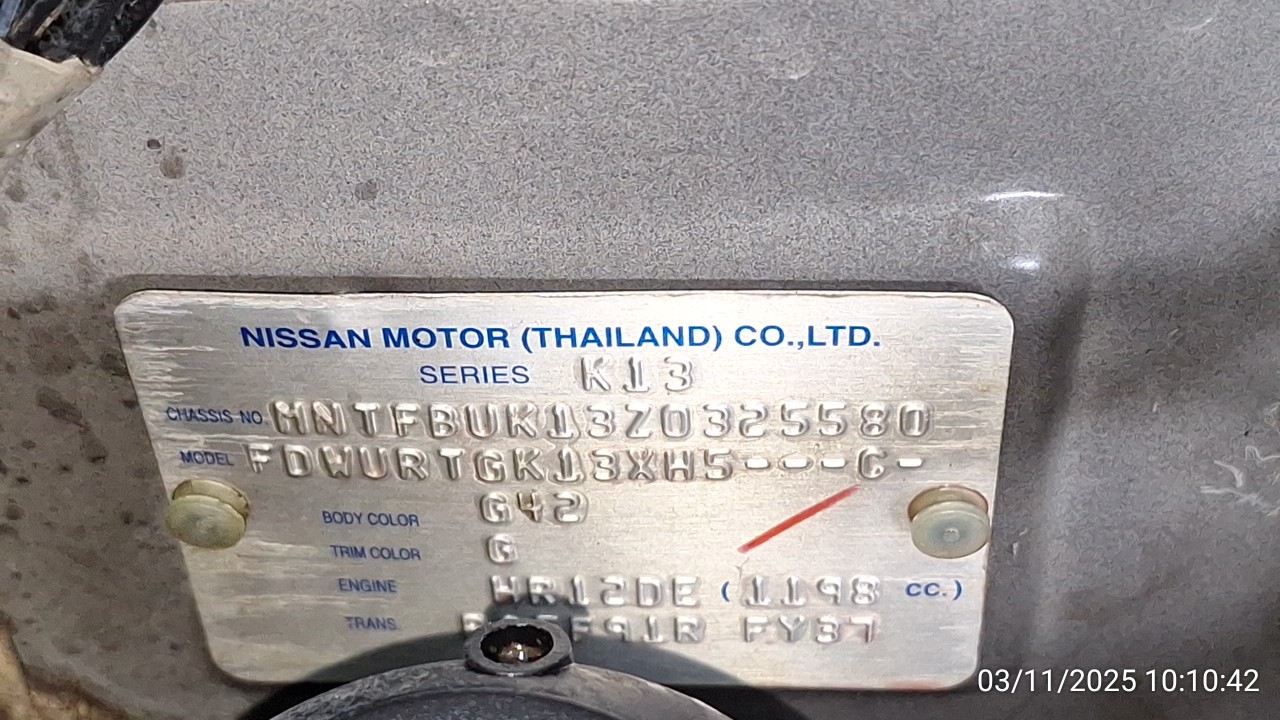 NISSAN MOTOR (THAILAND) CO.,LTD.
SERIES K13
CHASSIS NO. MNTFBUK13Z0325580
MODEL FDWURTGK13XH5---C-
BODY COLOR G42
TRIM COLOR G
ENGINE HR12DE (1198 CC.)
TRANS. FY37
03/11/2025 10:10:42